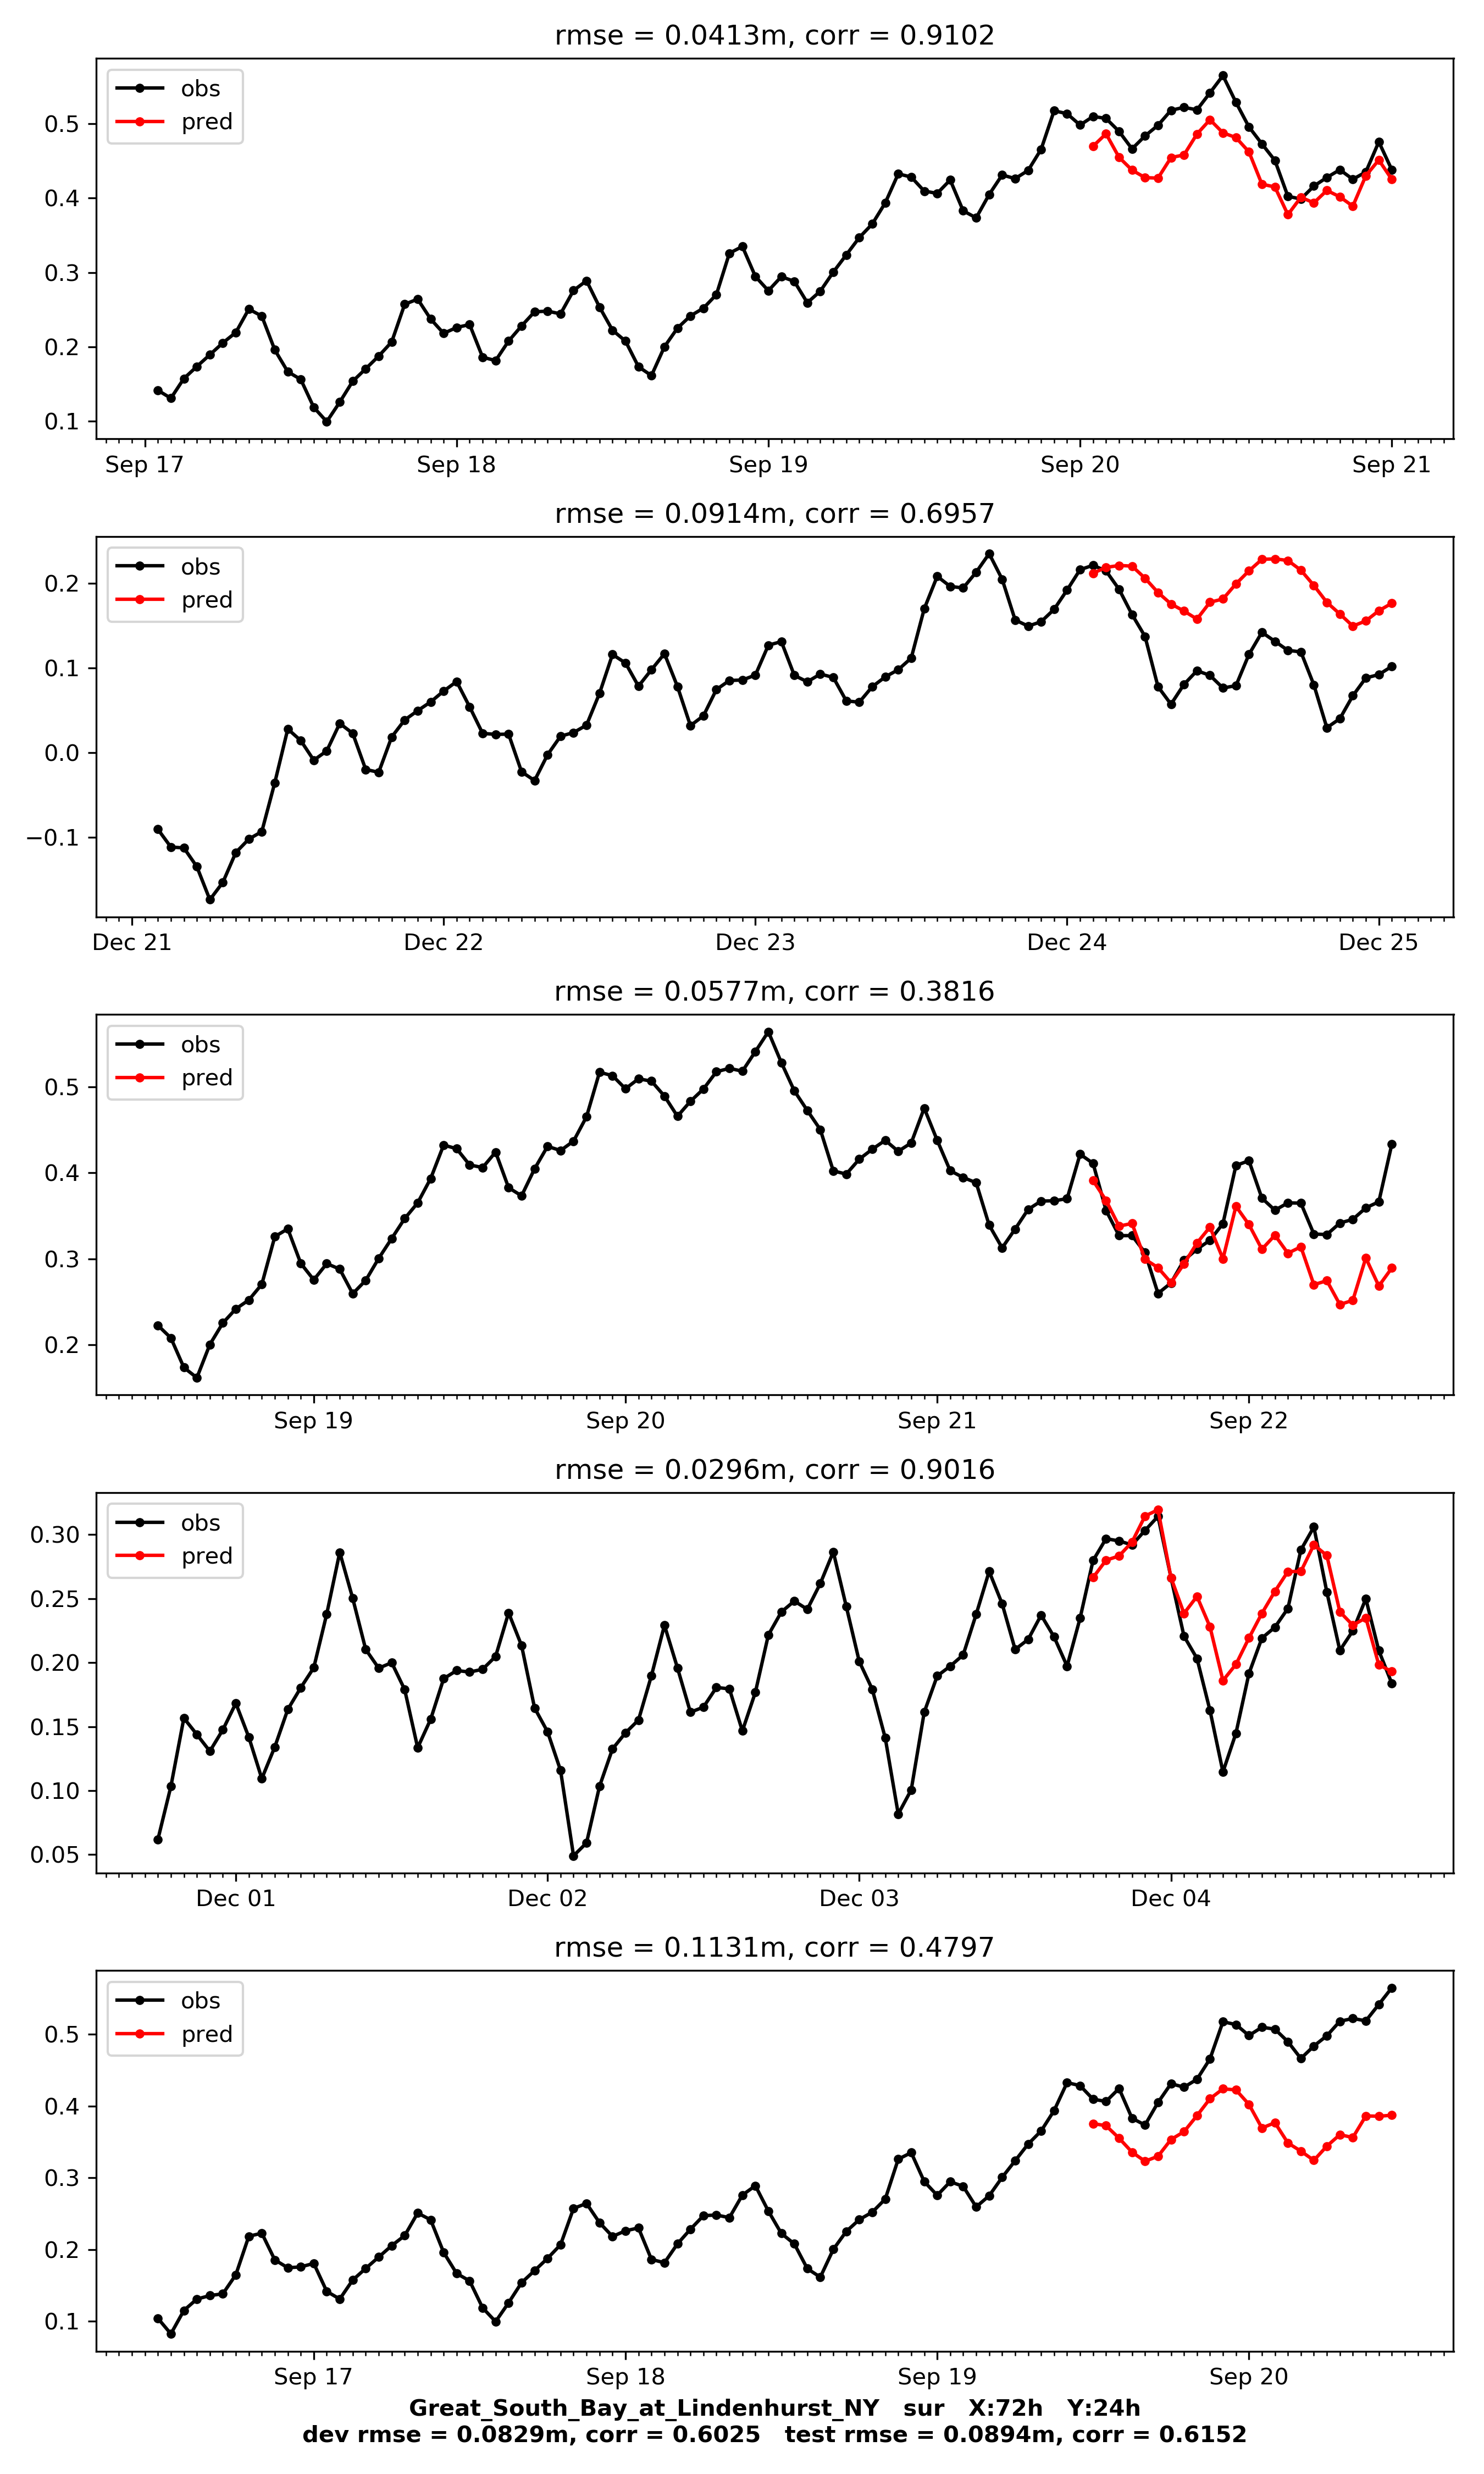 rmse = 0.0413m, corr = 0.9102
obs
pred
0.5
0.4
0.3
0.2
0.1
Sep 17 Sep 18 Sep 19 Sep 20 Sep 21
rmse = 0.0914m, corr = 0.6957
obs
pred
0.2
0.1
0.0
−0.1
Dec 21 Dec 22 Dec 23 Dec 24 Dec 25
rmse = 0.0577m, corr = 0.3816
obs
pred
0.5
0.4
0.3
0.2
Sep 19 Sep 20 Sep 21 Sep 22
rmse = 0.0296m, corr = 0.9016
obs
pred
0.30
0.25
0.20
0.15
0.10
0.05
Dec 01 Dec 02 Dec 03 Dec 04
rmse = 0.1131m, corr = 0.4797
obs
pred
0.5
0.4
0.3
0.2
0.1
Sep 17 Sep 18 Sep 19 Sep 20
Great_South_Bay_at_Lindenhurst_NY sur X:72h Y:24h
dev rmse = 0.0829m, corr = 0.6025 test rmse = 0.0894m, corr = 0.6152